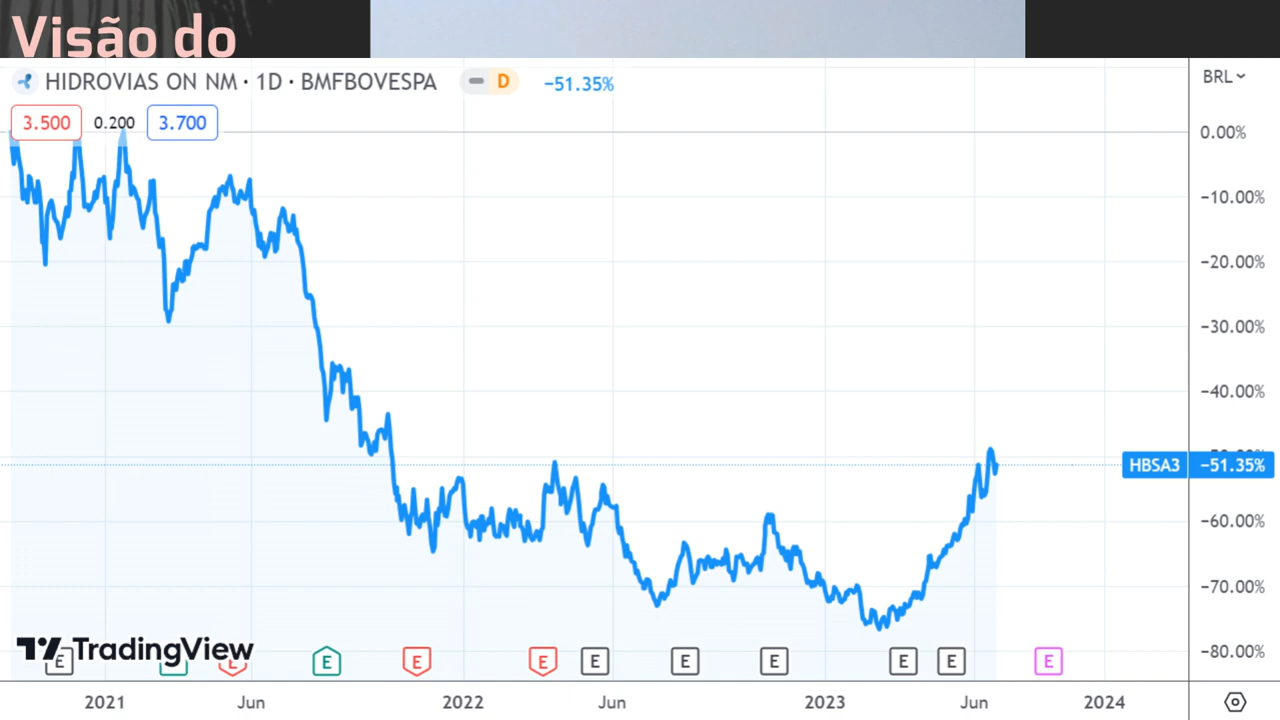 Visão do
HIDROVIAS ON NM · 1D · BMFBOVESPA
D
−51.35%
BRL
3.500
0.200
3.700
0.00%
−10.00%
−20.00%
−30.00%
−40.00%
HBSA3 −51.35%
−60.00%
−70.00%
−80.00%
TradingView
E
E
E
E
E
E
E
E
E
E
E
2021
Jun
2022
Jun
2023
Jun
2024